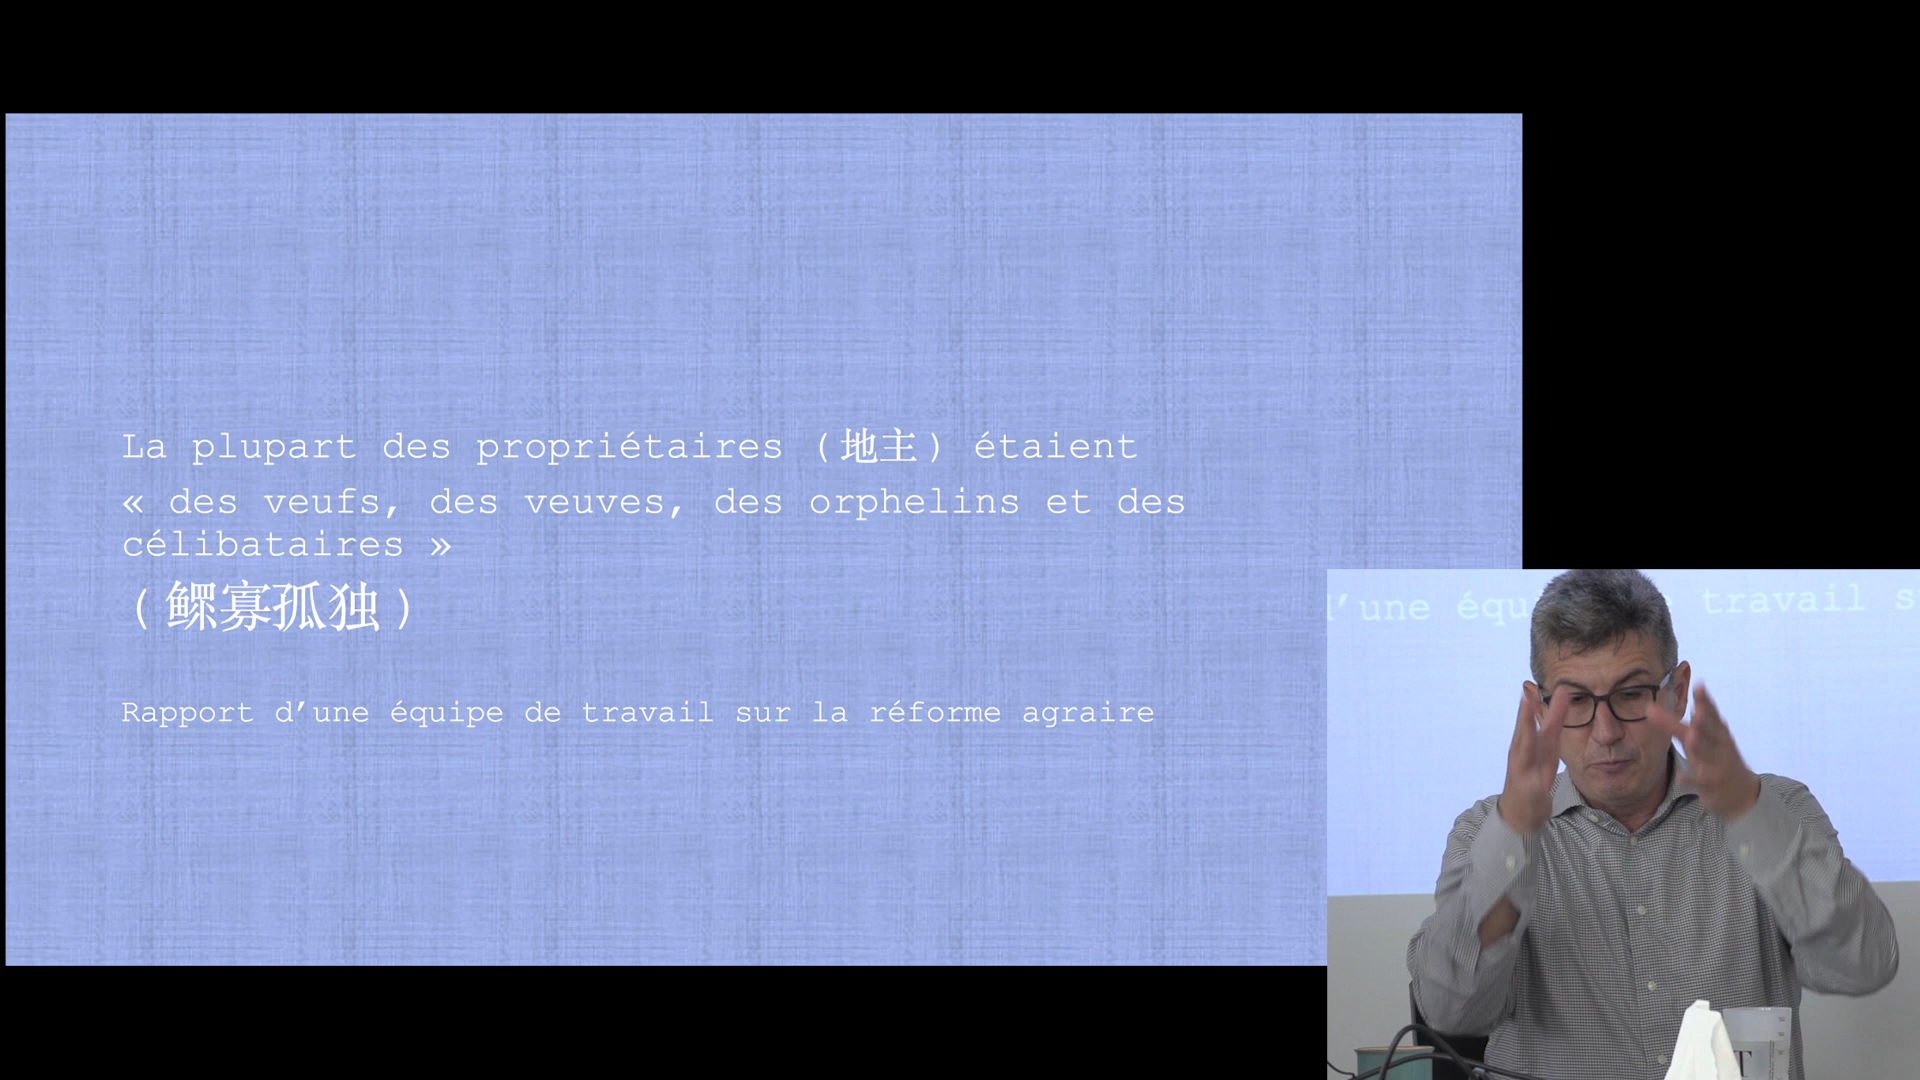 La plupart des propriétaires (地主) étaient
« des veufs, des veuves, des orphelins et des
célibataires »
(鳏寡孤独)
Rapport d’une équipe de travail sur la réforme agraire
d’une équ travail s
T